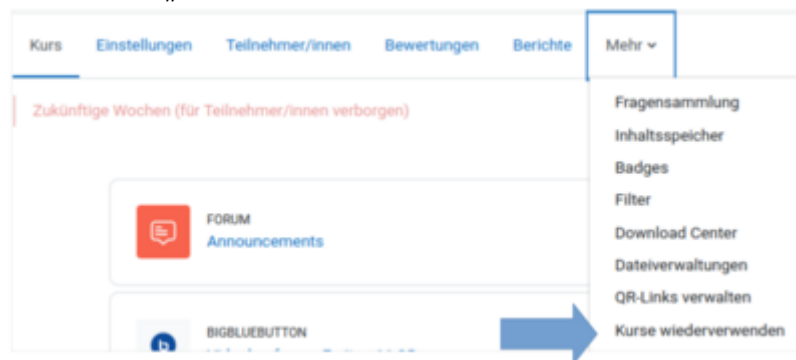 „
Kurs Einstellungen Teilnehmer/innen Bewertungen Berichte Mehr
Zukünftige Wochen (für Teilnehmer/innen verborgen)
Fragensammlung
Inhaltsspeicher
Badges
Filter
Download Center
Dateiverwaltungen
QR-Links verwalten
Kurse wiederverwenden
FORUM
Announcements
BIGBLUEBUTTON